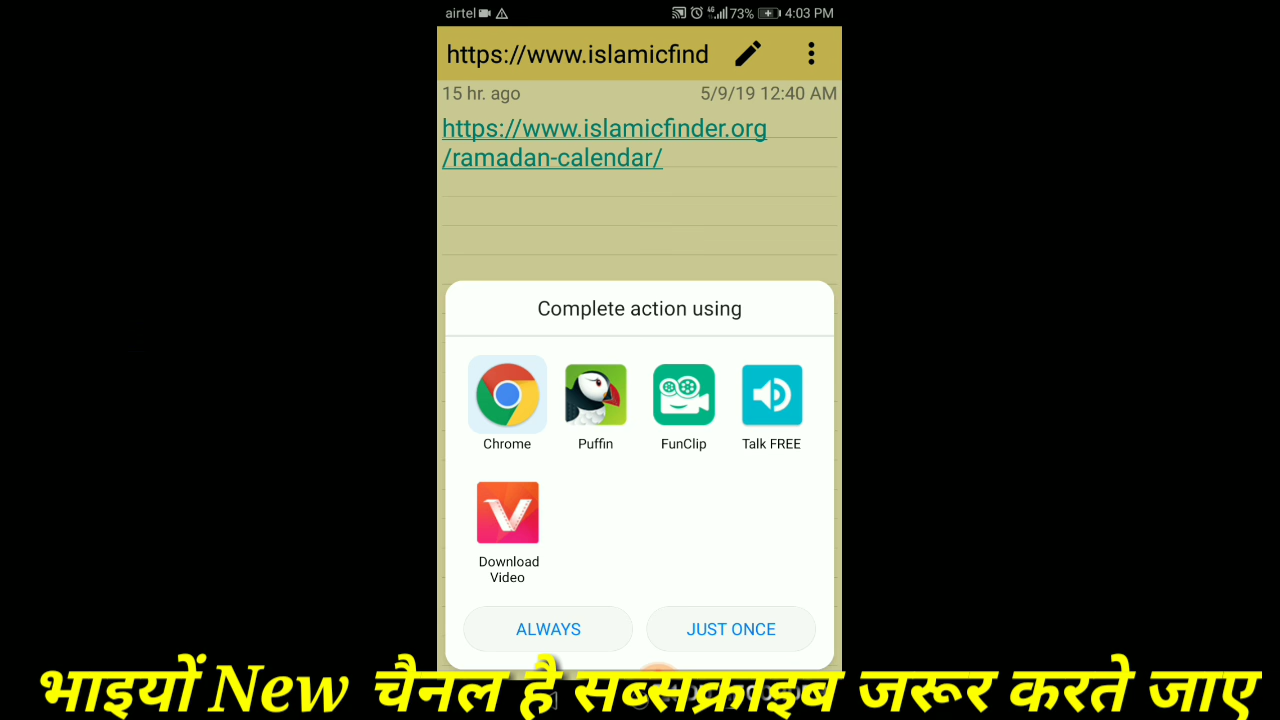 airtel 4G 73% 4:03 PM
https://www.islamicfind
15 hr. ago 5/9/19 12:40 AM
https://www.islamicfinder.org
/ramadan-calendar/
Complete action using
Chrome Puffin FunClip Talk FREE
Download
Video
ALWAYS JUST ONCE
भाइयों New चैनल है सब्सक्राइब जरूर करते जाए